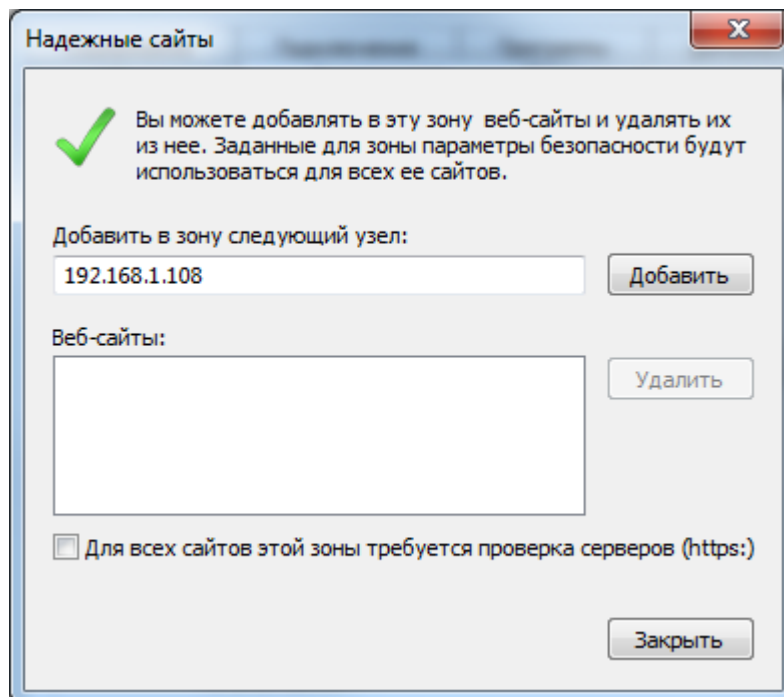 Надежные сайты
Вы можете добавлять в эту зону веб-сайты и удалять их
из нее. Заданные для зоны параметры безопасности будут
использоваться для всех ее сайтов.
Добавить в зону следующий узел:
192.168.1.108
Добавить
Веб-сайты:
Удалить
Для всех сайтов этой зоны требуется проверка серверов (https:)
Закрыть